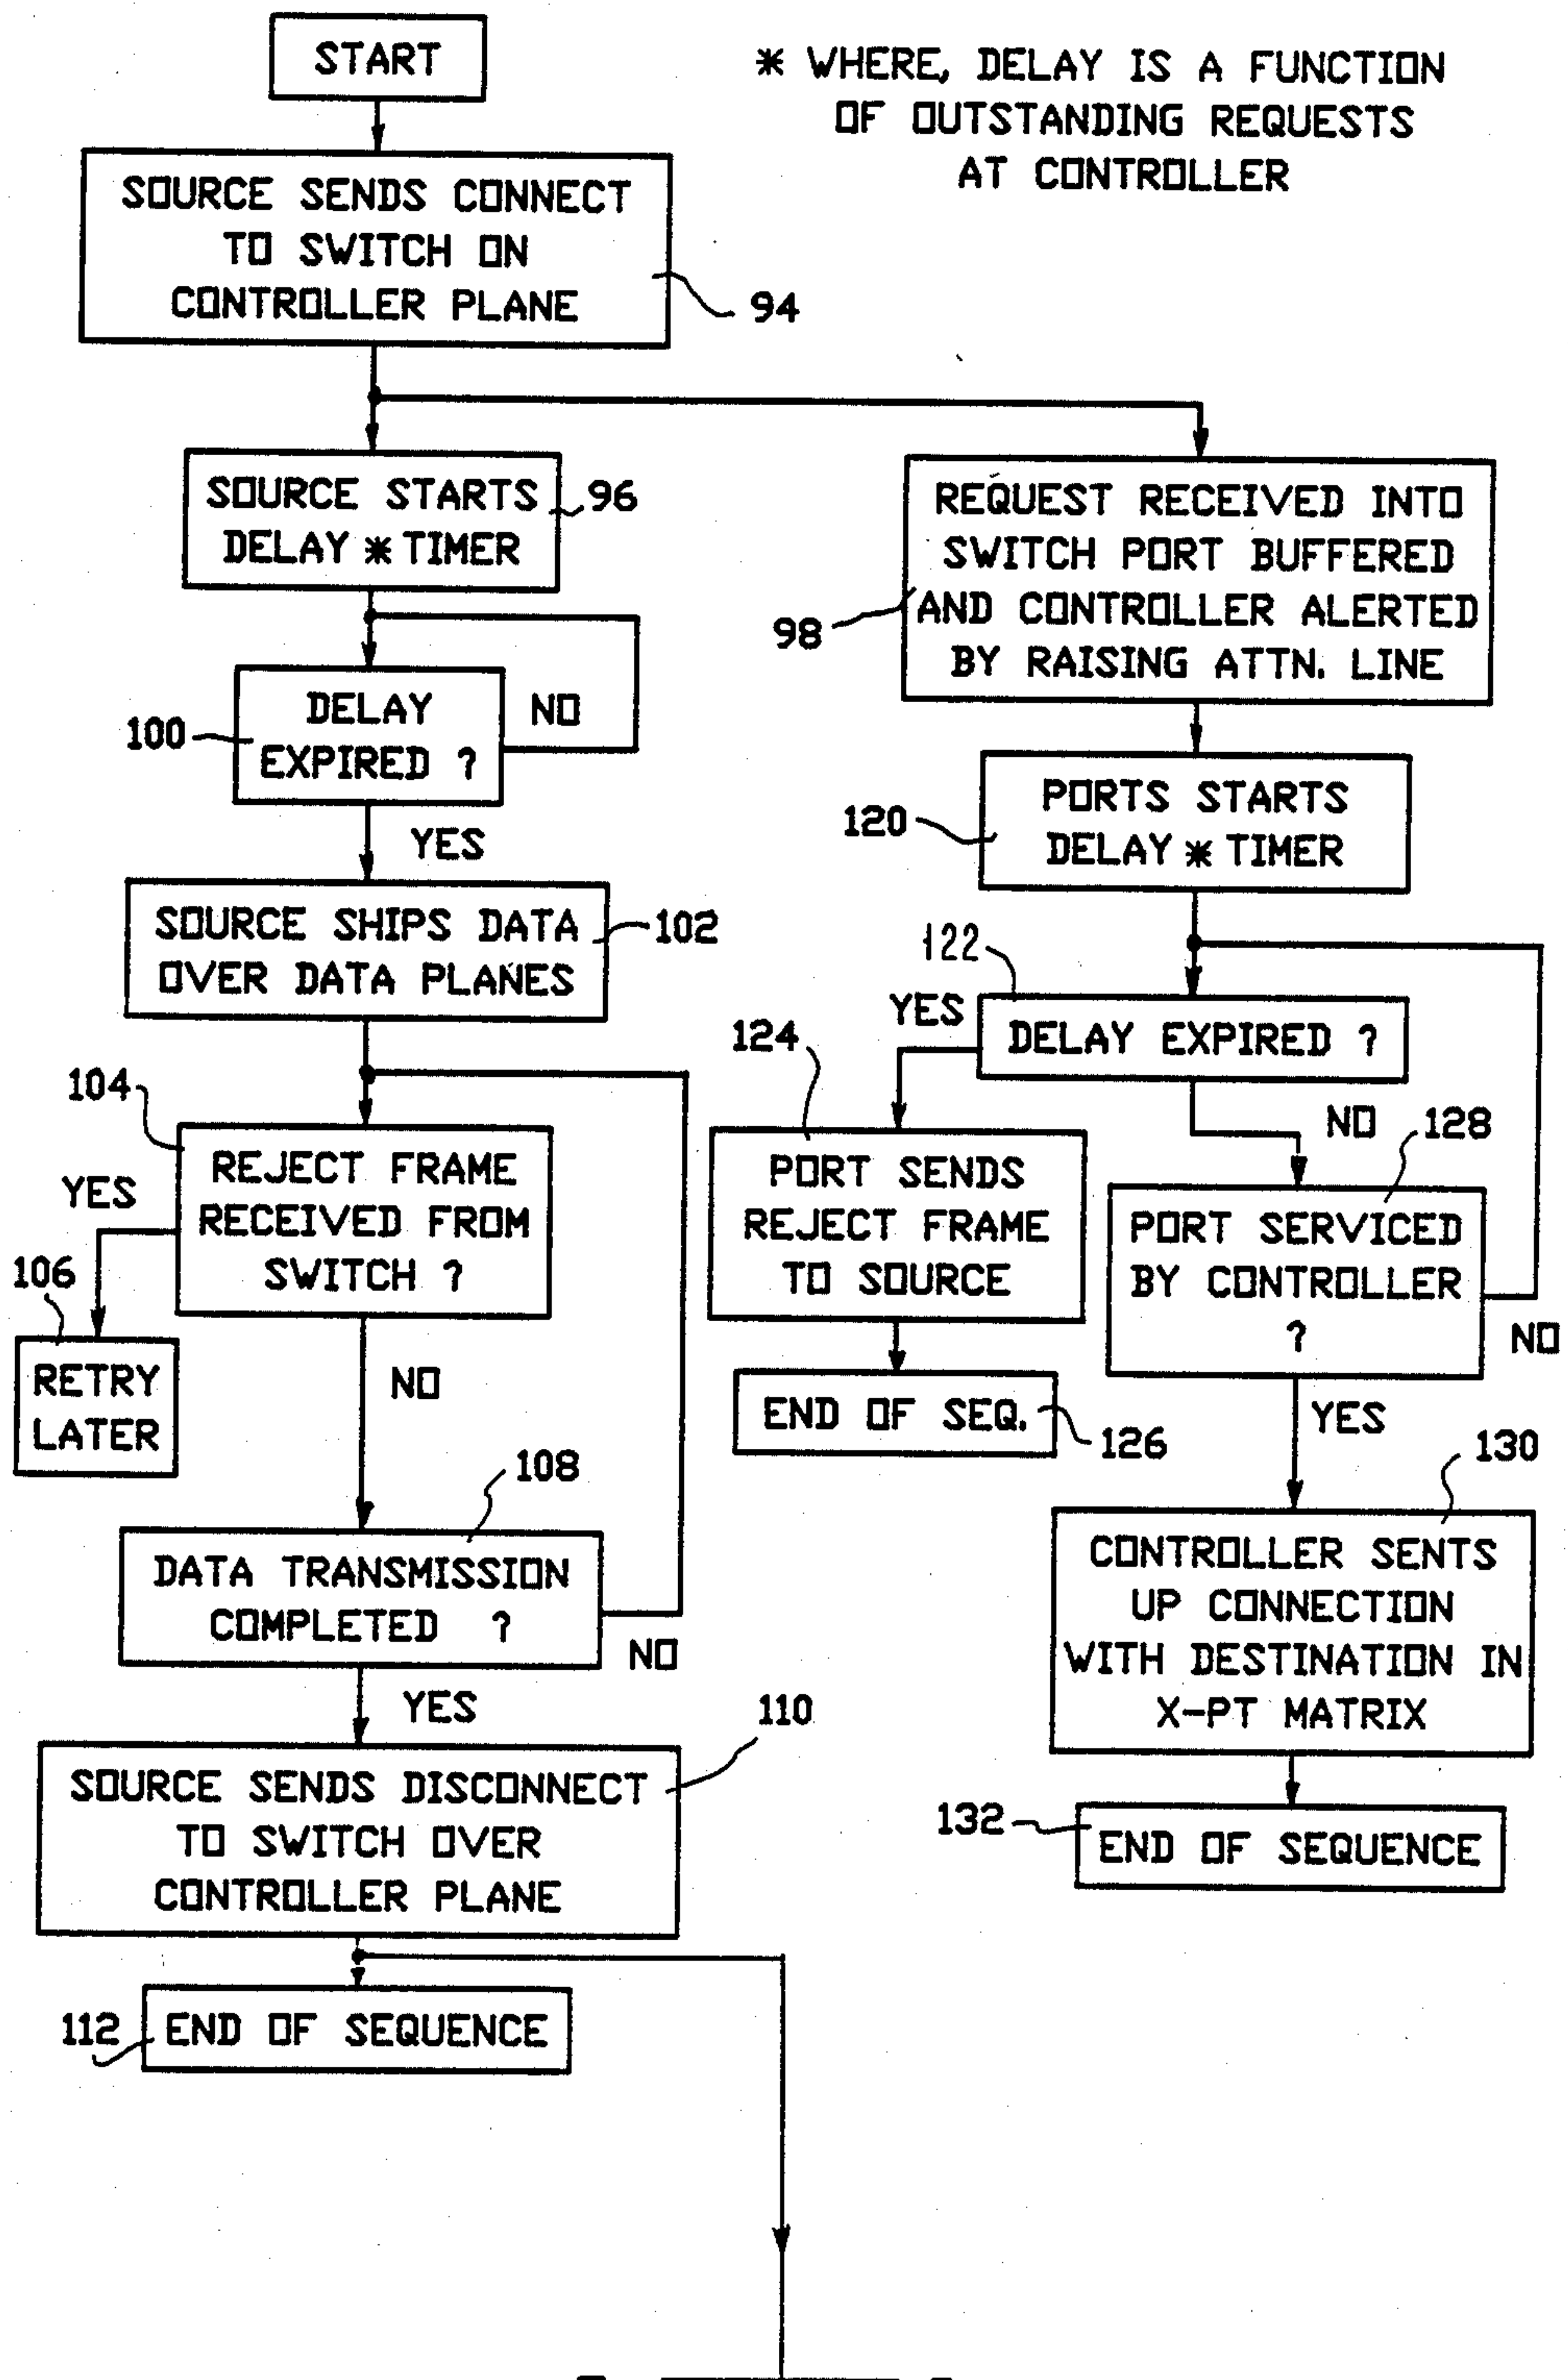 START
* WHERE, DELAY IS A FUNCTION
OF OUTSTANDING REQUESTS
AT CONTROLLER
SOURCE SENDS CONNECT
TO SWITCH ON
CONTROLLER PLANE
94
SOURCE STARTS
DELAY * TIMER
96
REQUEST RECEIVED INTO
SWITCH PORT BUFFERED
AND CONTROLLER ALERTED
BY RAISING ATTN. LINE
98
DELAY
EXPIRED ?
NO
100
YES
PORTS STARTS
DELAY * TIMER
120
SOURCE SHIPS DATA
OVER DATA PLANES
102
122
YES
DELAY EXPIRED ?
NO
104
REJECT FRAME
RECEIVED FROM
SWITCH ?
YES
106
RETRY
LATER
NO
124
PORT SENDS
REJECT FRAME
TO SOURCE
END OF SEQ.
126
128
PORT SERVICED
BY CONTROLLER
?
NO
YES
108
DATA TRANSMISSION
COMPLETED ?
NO
YES
130
CONTROLLER SENTS
UP CONNECTION
WITH DESTINATION IN
X-PT MATRIX
110
SOURCE SENDS DISCONNECT
TO SWITCH OVER
CONTROLLER PLANE
132
END OF SEQUENCE
112
END OF SEQUENCE